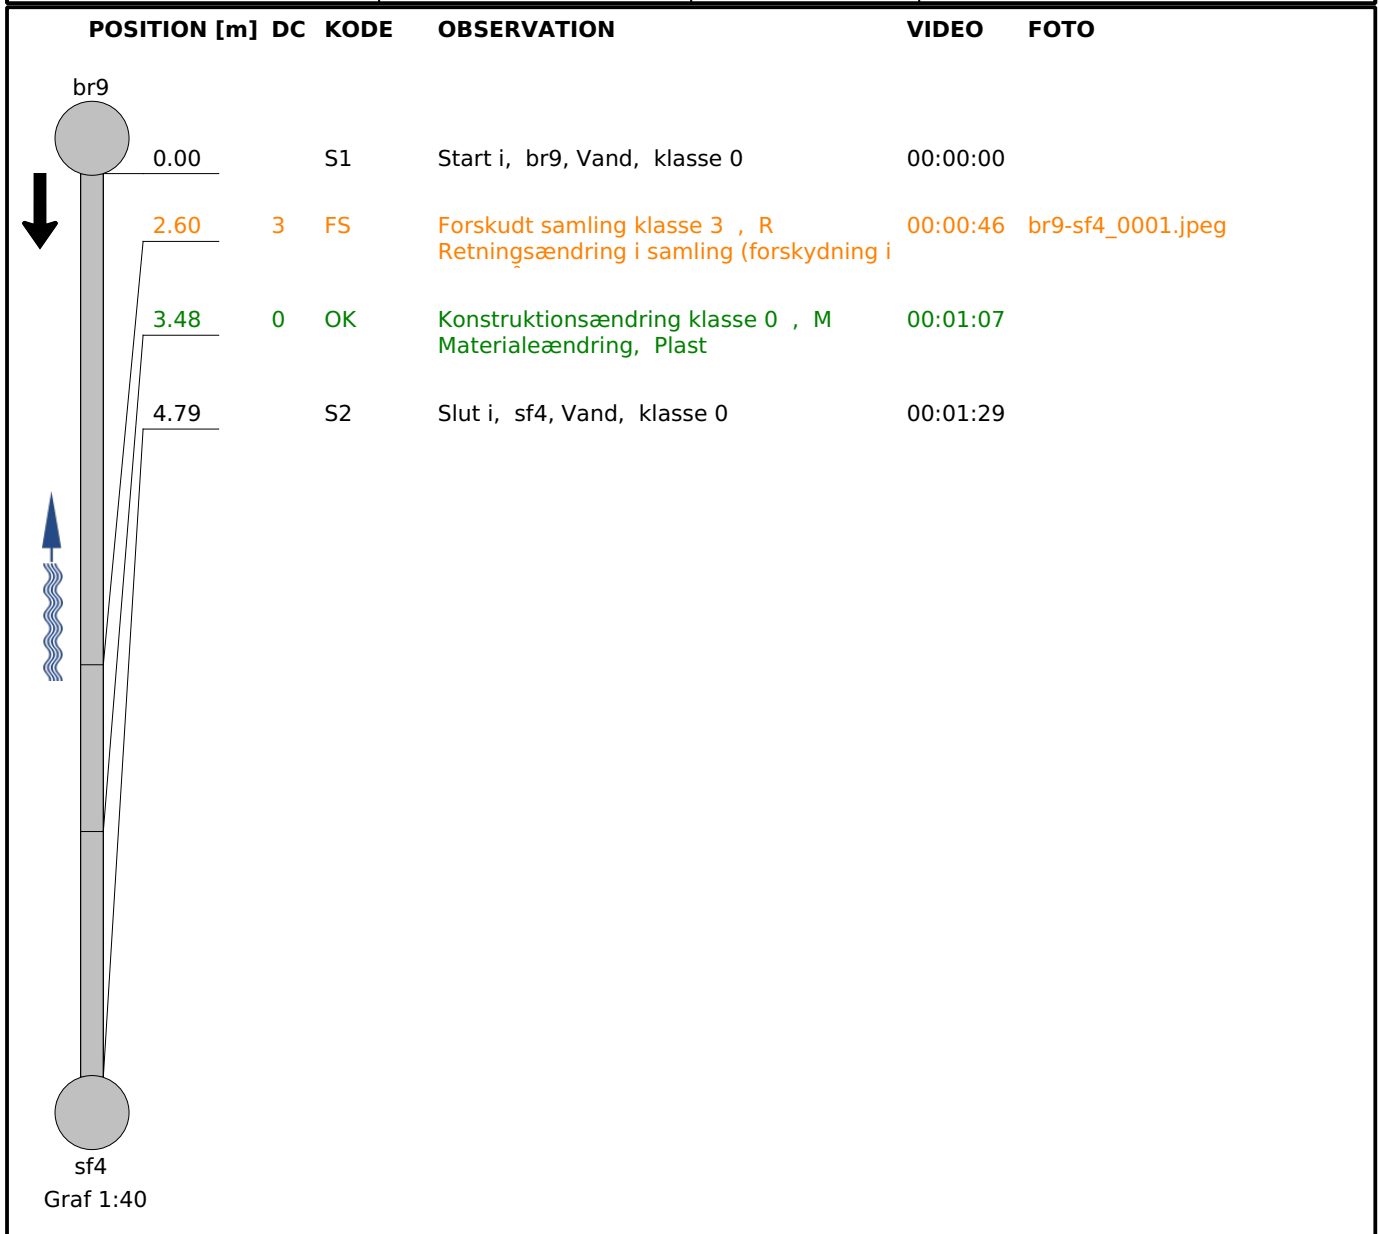 POSITION [m] DC KODE OBSERVATION VIDEO FOTO
br9
0.00 S1 Start i, br9, Vand, klasse 0 00:00:00
2.60 3 FS Forskudt samling klasse 3 , R 00:00:46 br9-sf4_0001.jpeg
Retningsændring i samling (forskydning i
3.48 0 OK Konstruktionsændring klasse 0 , M 00:01:07
Materialeændring, Plast
4.79 S2 Slut i, sf4, Vand, klasse 0 00:01:29
sf4
Graf 1:40